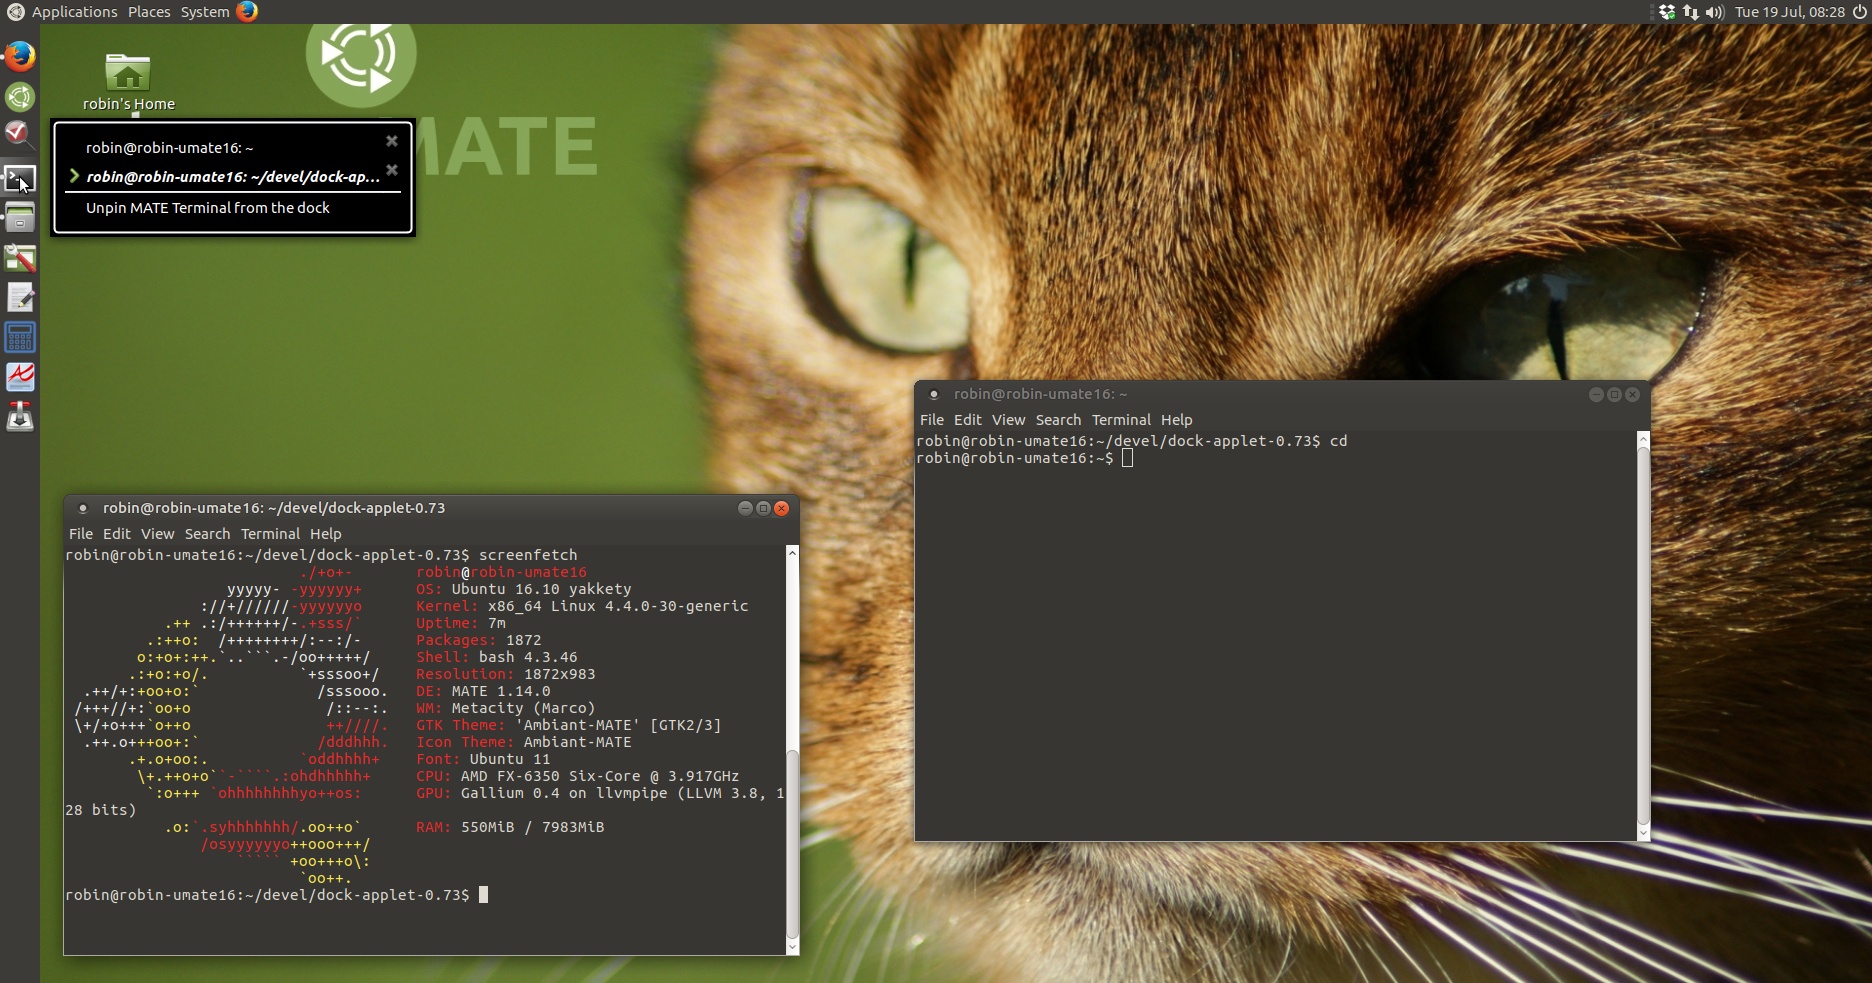 Applications Places System
Tue 19 Jul, 08:28
robin's Home
MATE
robin@robin-umate16: ~
robin@robin-umate16: ~/devel/dock-ap...
Unpin MATE Terminal from the dock
robin@robin-umate16: ~
File Edit View Search Terminal Help
robin@robin-umate16:~/devel/dock-applet-0.73$ cd
robin@robin-umate16:~$
robin@robin-umate16: ~/devel/dock-applet-0.73
File Edit View Search Terminal Help
robin@robin-umate16:~/devel/dock-applet-0.73$ screenfetch
./+o+- robin@robin-umate16
yyyyy- -yyyyyy+ OS: Ubuntu 16.10 yakkety
://+//////-yyyyyyo Kernel: x86_64 Linux 4.4.0-30-generic
.++ .:/++++++/-.+sss/` Uptime: 7m
.:++o: /++++++++/:--:/- Packages: 1872
o:+o+:++.`..```.-/oo+++++/ Shell: bash 4.3.46
.:+o:+o/. `+sssoo+/ Resolution: 1872x983
.++/+:+oo+o:` /sssooo. DE: MATE 1.14.0
/+++//+:`oo+o /::--:. WM: Metacity (Marco)
\+/+o+++`o++o ++////. GTK Theme: 'Ambiant-MATE' [GTK2/3]
.++.o+++oo+:` /dddhhh. Icon Theme: Ambiant-MATE
.+.o+oo:. `oddhhhh+ Font: Ubuntu 11
\+.++o+o``-````.:ohdhhhhh+ CPU: AMD FX-6350 Six-Core @ 3.917GHz
`:o+++ `ohhhhhhhhyo++os: GPU: Gallium 0.4 on llvmpipe (LLVM 3.8, 1
28 bits)
.o:`.syhhhhhhh/.oo++o` RAM: 550MiB / 7983MiB
/osyyyyyyo++ooo+++/
````` +oo+++o\:
`oo++.
robin@robin-umate16:~/devel/dock-applet-0.73$